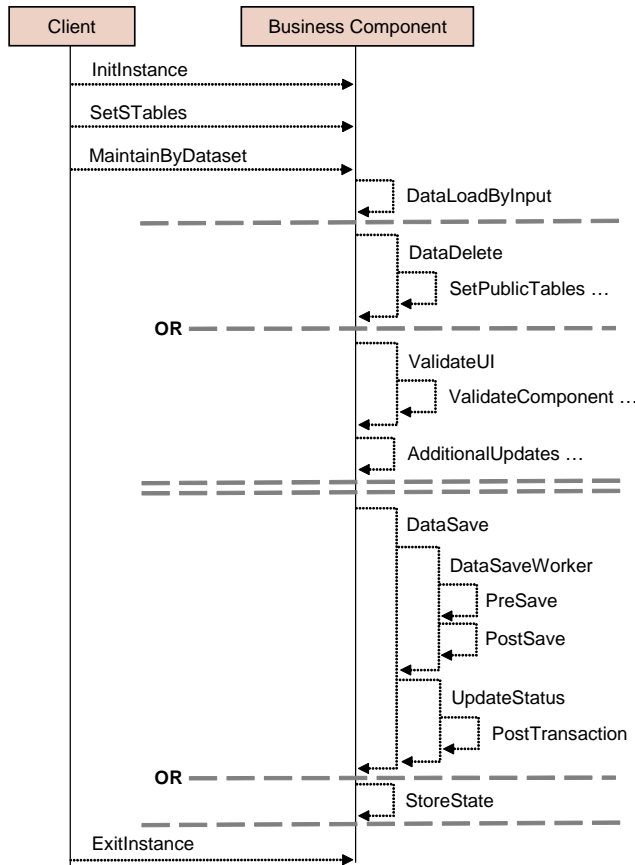 Client
Business Component
InitInstance
SetSTables
MaintainByDataset
DataLoadByInput
DataDelete
SetPublicTables …
OR
ValidateUI
ValidateComponent …
AdditionalUpdates …
DataSave
DataSaveWorker
PreSave
PostSave
UpdateStatus
PostTransaction
OR
StoreState
ExitInstance